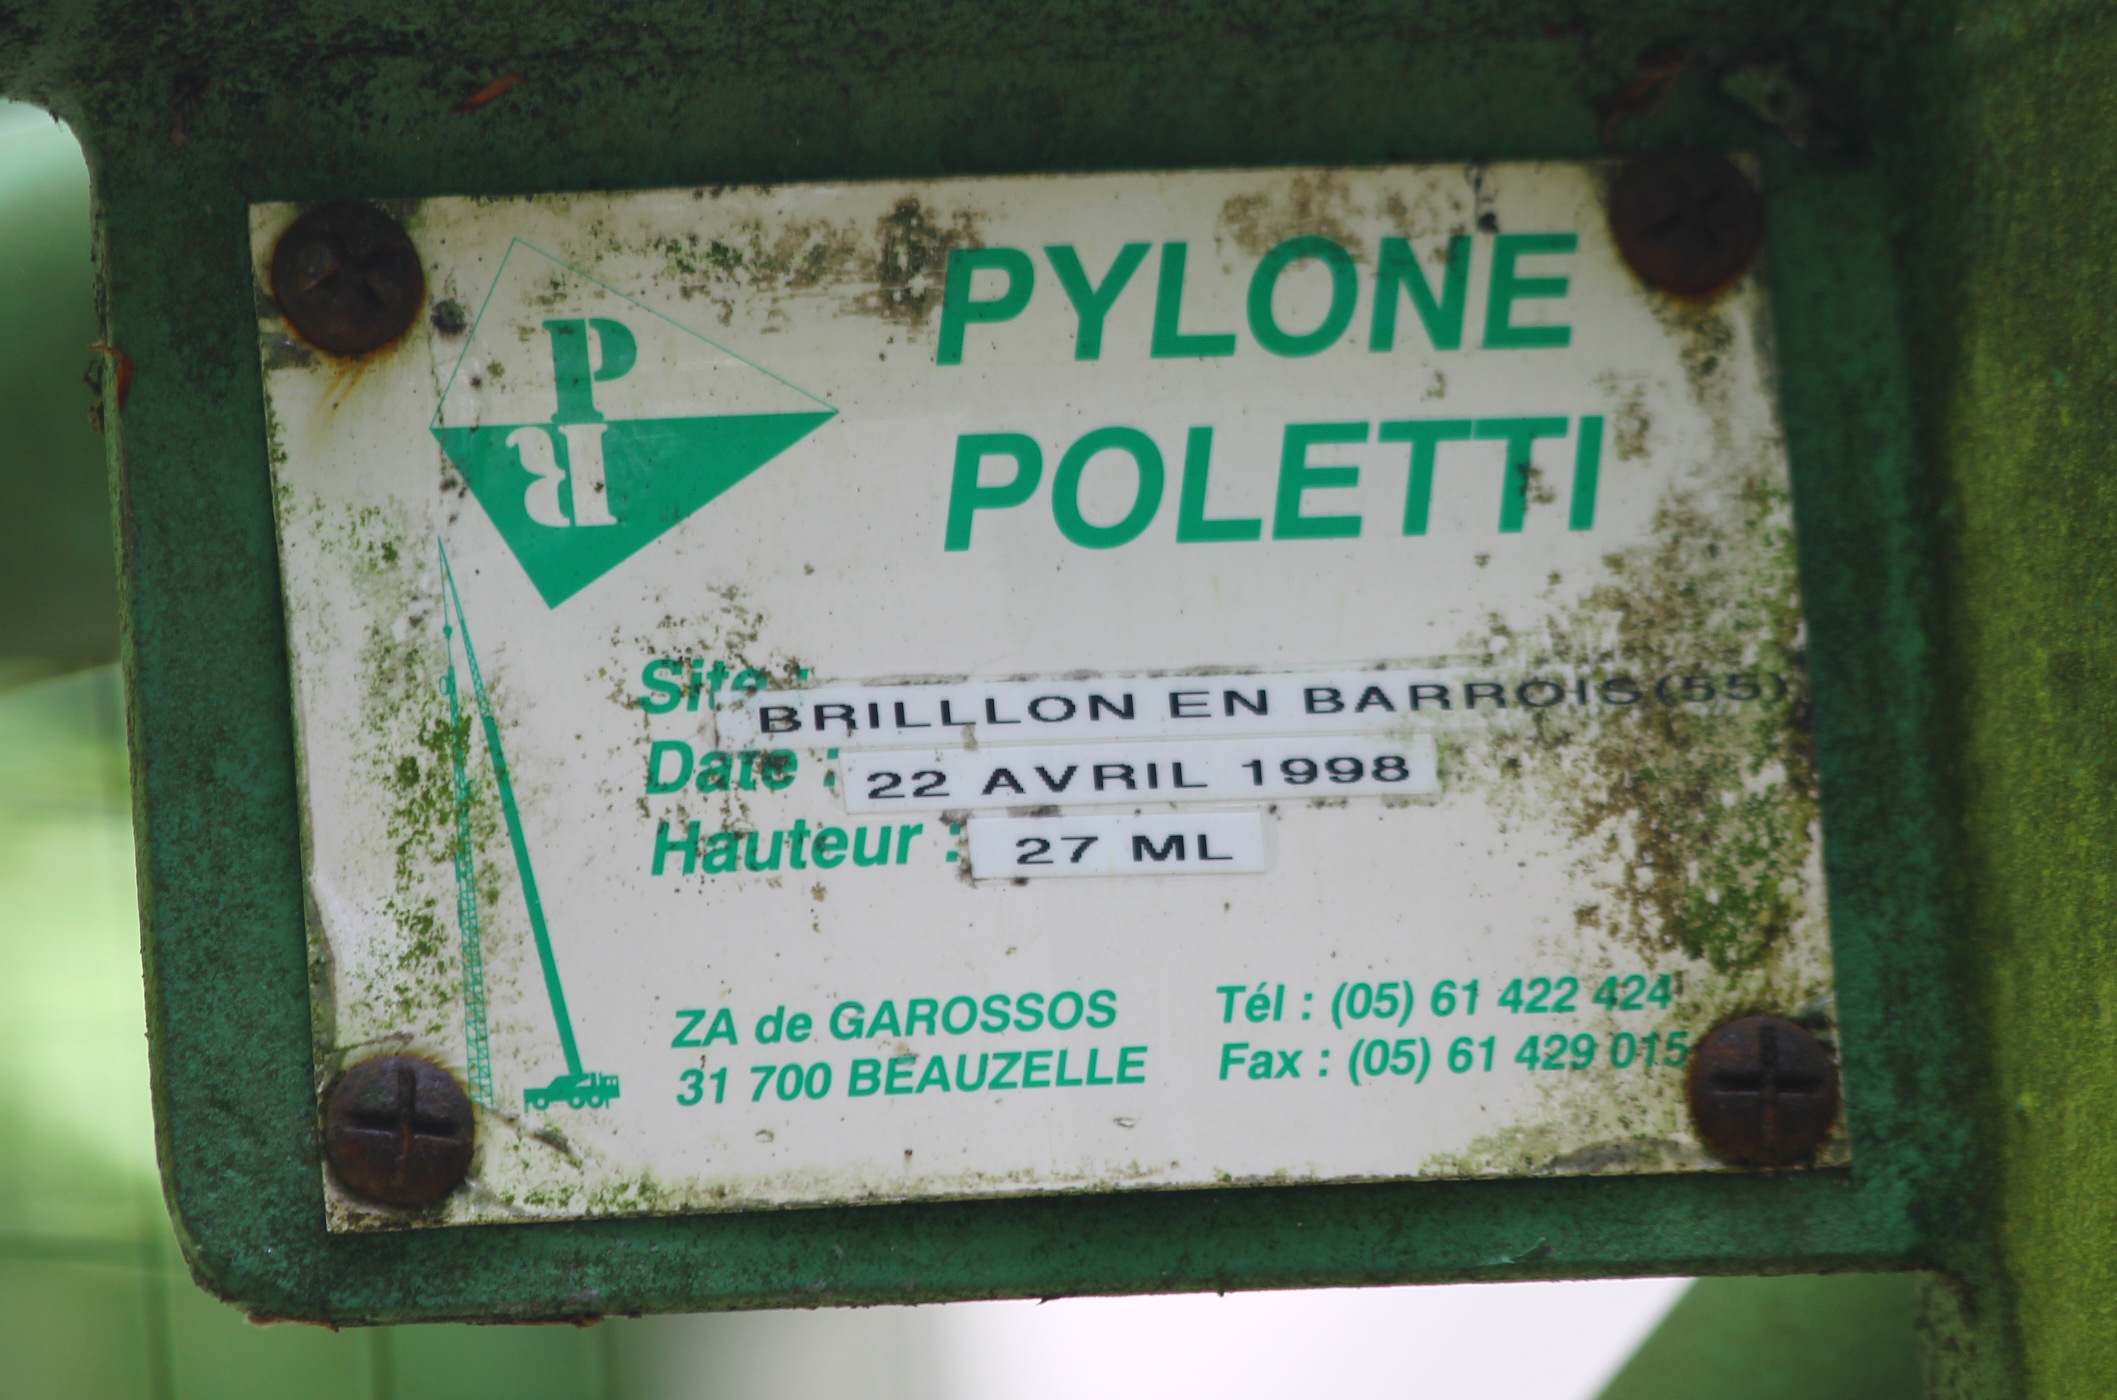 P
R
PYLONE
POLETTI
Site : BRILLLON EN BARROIS (55)
Date : 22 AVRIL 1998
Hauteur : 27 ML
ZA de GAROSSOS
31 700 BEAUZELLE
Tél : (05) 61 422 424
Fax : (05) 61 429 015